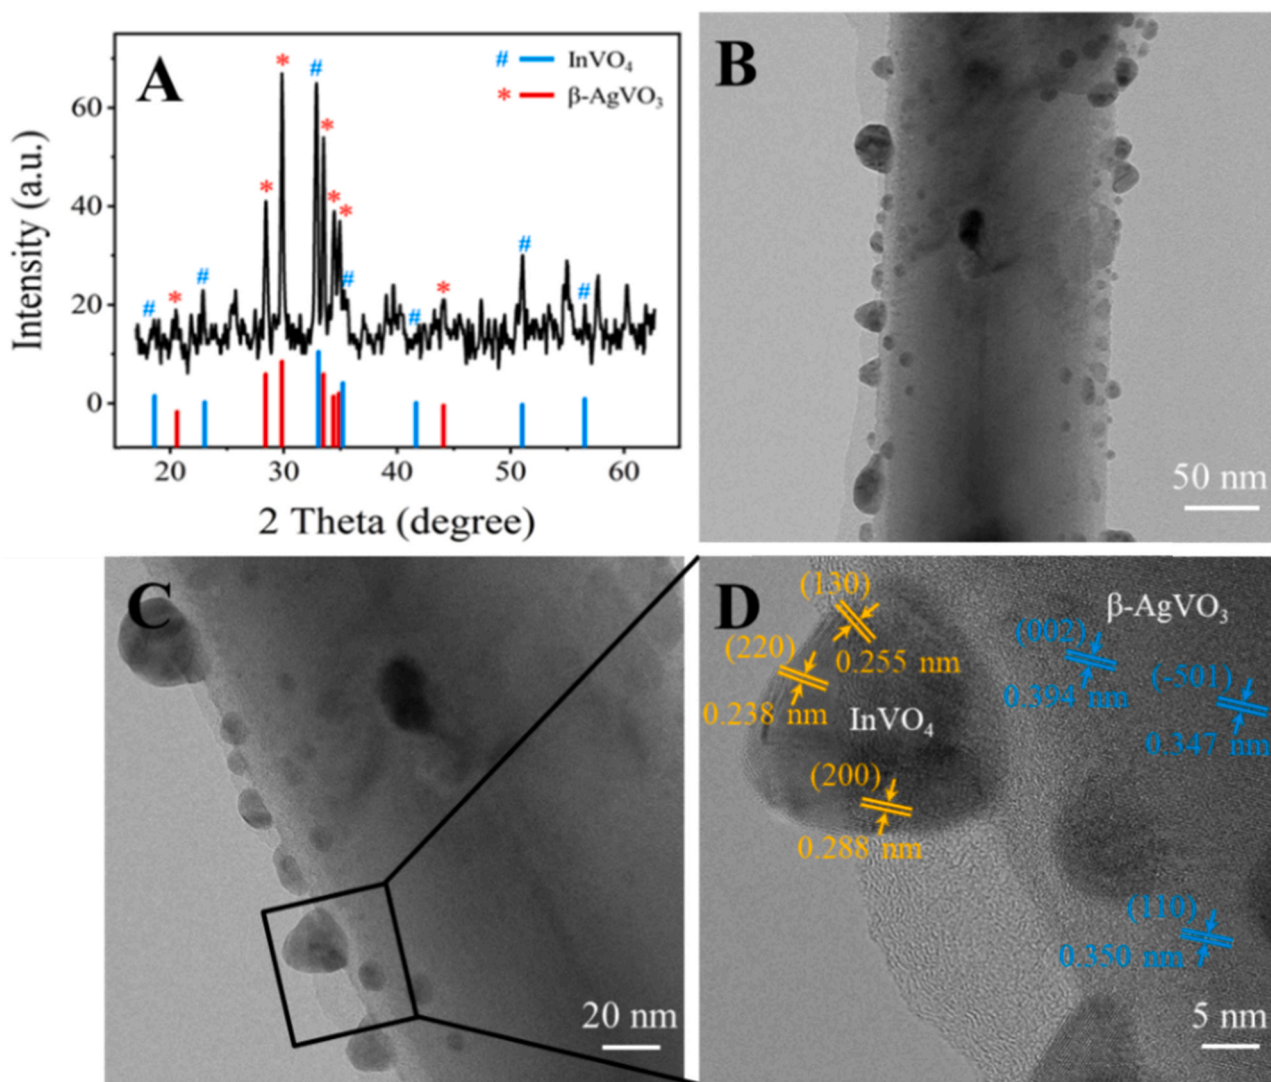 A
# InVO₄
* β-AgVO₃
Intensity (a.u.)
60
40
20
0
20 30 40 50 60
2 Theta (degree)
B
50 nm
C
20 nm
D
(130)
0.255 nm
(220)
0.238 nm
InVO₄
(200)
0.288 nm
β-AgVO₃
(002)
0.394 nm
(-501)
0.347 nm
(110)
0.350 nm
5 nm